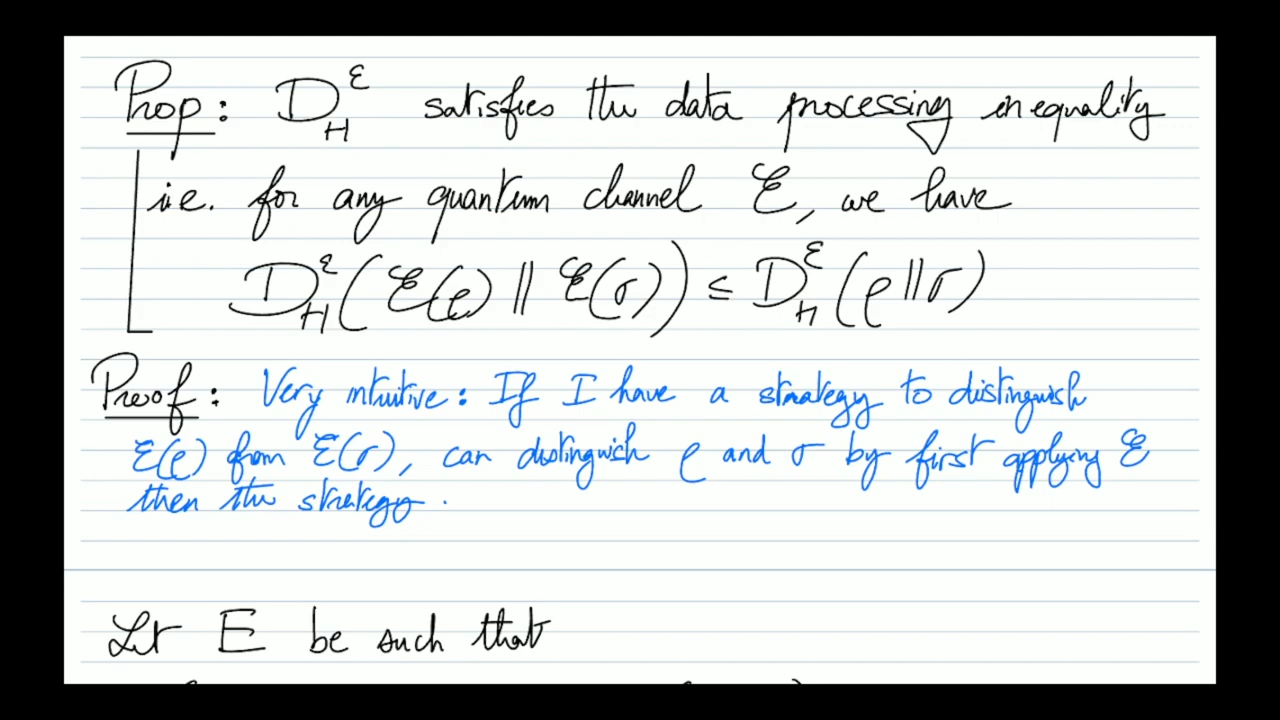 Prop: D_H^ε satisfies the data processing inequality
i.e. for any quantum channel ℰ, we have
D_H^ε(ℰ(ρ) ∥ ℰ(σ)) ≤ D_H^ε(ρ∥σ)
Proof: Very intuitive: If I have a strategy to distinguish
ℰ(ρ) from ℰ(σ), can distinguish ρ and σ by first applying ℰ
then the strategy.
Let E be such that